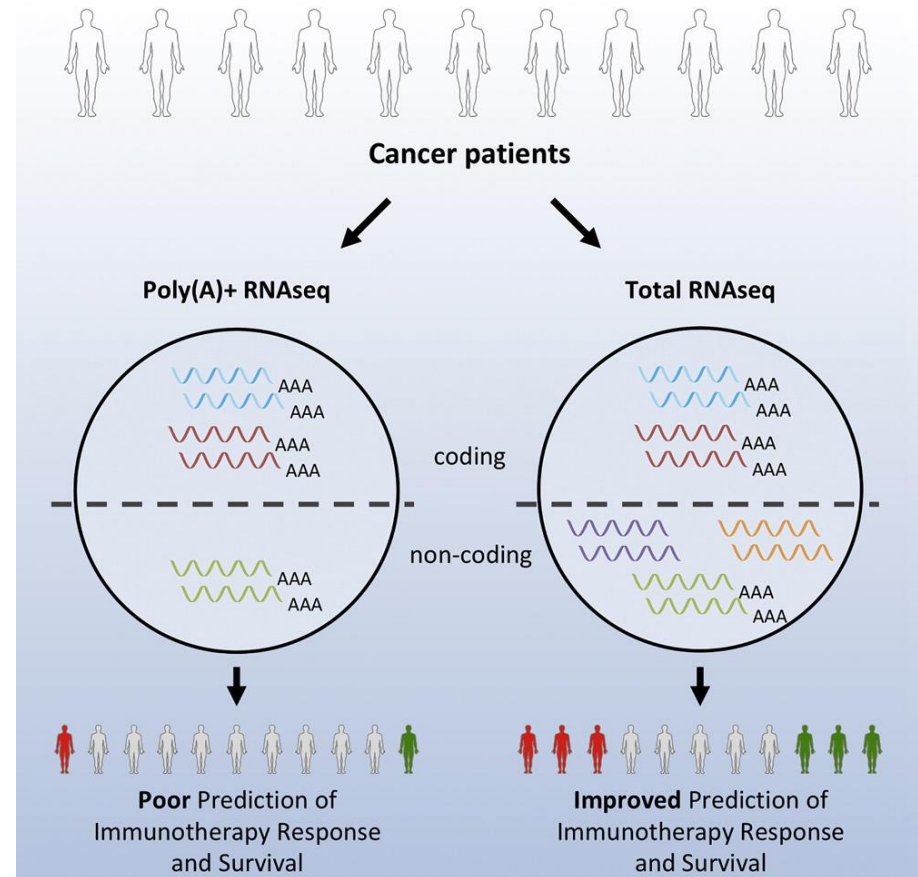 Cancer patients
Poly(A)+ RNAseq
Total RNAseq
AAA
AAA
AAA
AAA
AAA
AAA
AAA
AAA
coding
non-coding
AAA
AAA
AAA
AAA
Poor Prediction of
Immunotherapy Response
and Survival
Improved Prediction of
Immunotherapy Response
and Survival